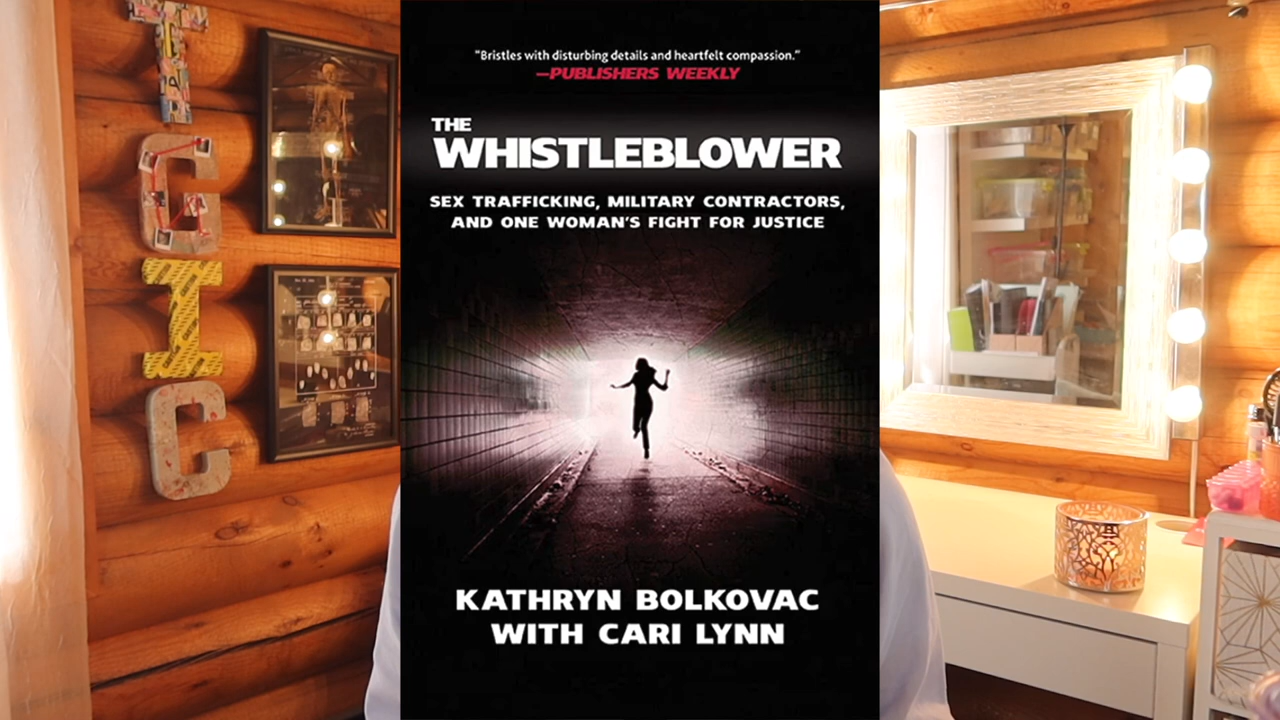 T
G
I
C
"Bristles with disturbing details and heartfelt compassion."
—PUBLISHERS WEEKLY
THE
WHISTLEBLOWER
SEX TRAFFICKING, MILITARY CONTRACTORS,
AND ONE WOMAN'S FIGHT FOR JUSTICE
KATHRYN BOLKOVAC
WITH CARI LYNN